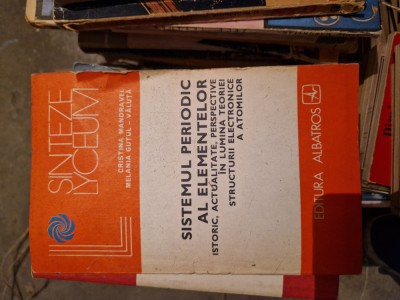 SINTEZE
LYCEUM
CRISTINA MANDRAVEL
MELANIA GUȚUL - VĂLUȚĂ
SISTEMUL PERIODIC
AL ELEMENTELOR
ISTORIC, ACTUALITATE, PERSPECTIVE
ÎN LUMINA TEORIEI
STRUCTURII ELECTRONICE
A ATOMILOR
EDITURA ALBATROS